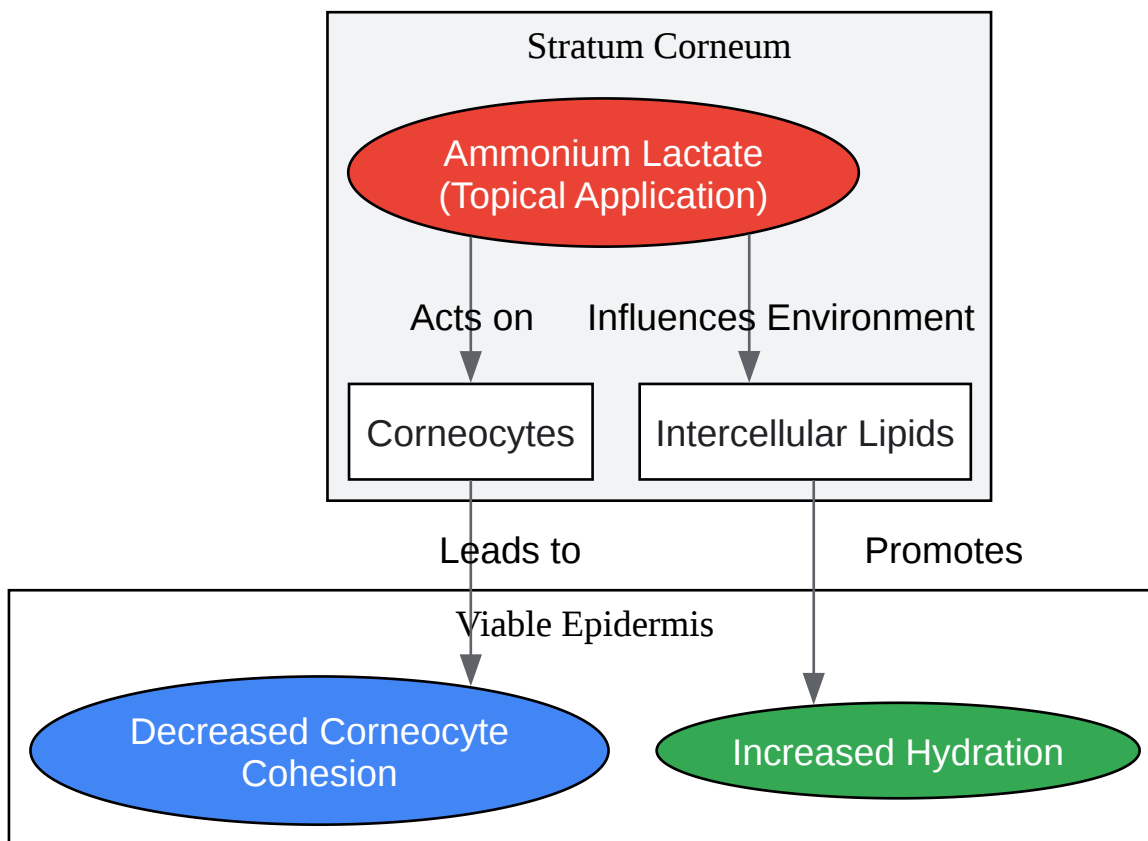 Stratum Corneum
Ammonium Lactate
(Topical Application)
Acts on
Influences Environment
Corneocytes
Intercellular Lipids
Leads to
Promotes
Viable Epidermis
Decreased Corneocyte
Cohesion
Increased Hydration